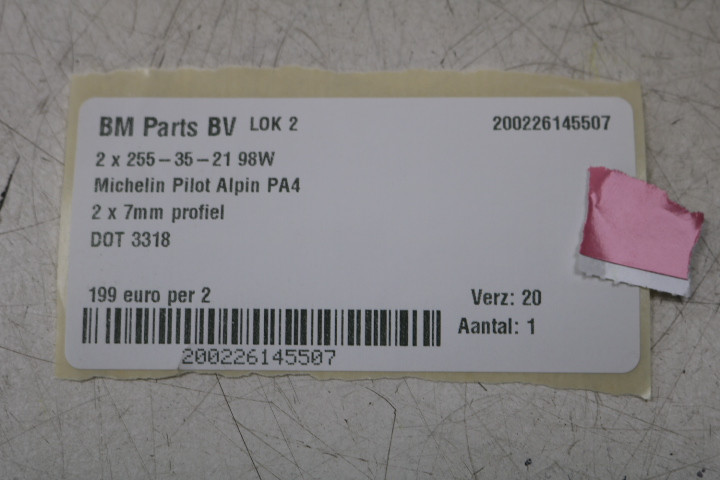 BM Parts BV LOK 2 200226145507
2 x 255-35-21 98W
Michelin Pilot Alpin PA4
2 x 7mm profiel
DOT 3318
199 euro per 2 Verz: 20
Aantal: 1
200226145507